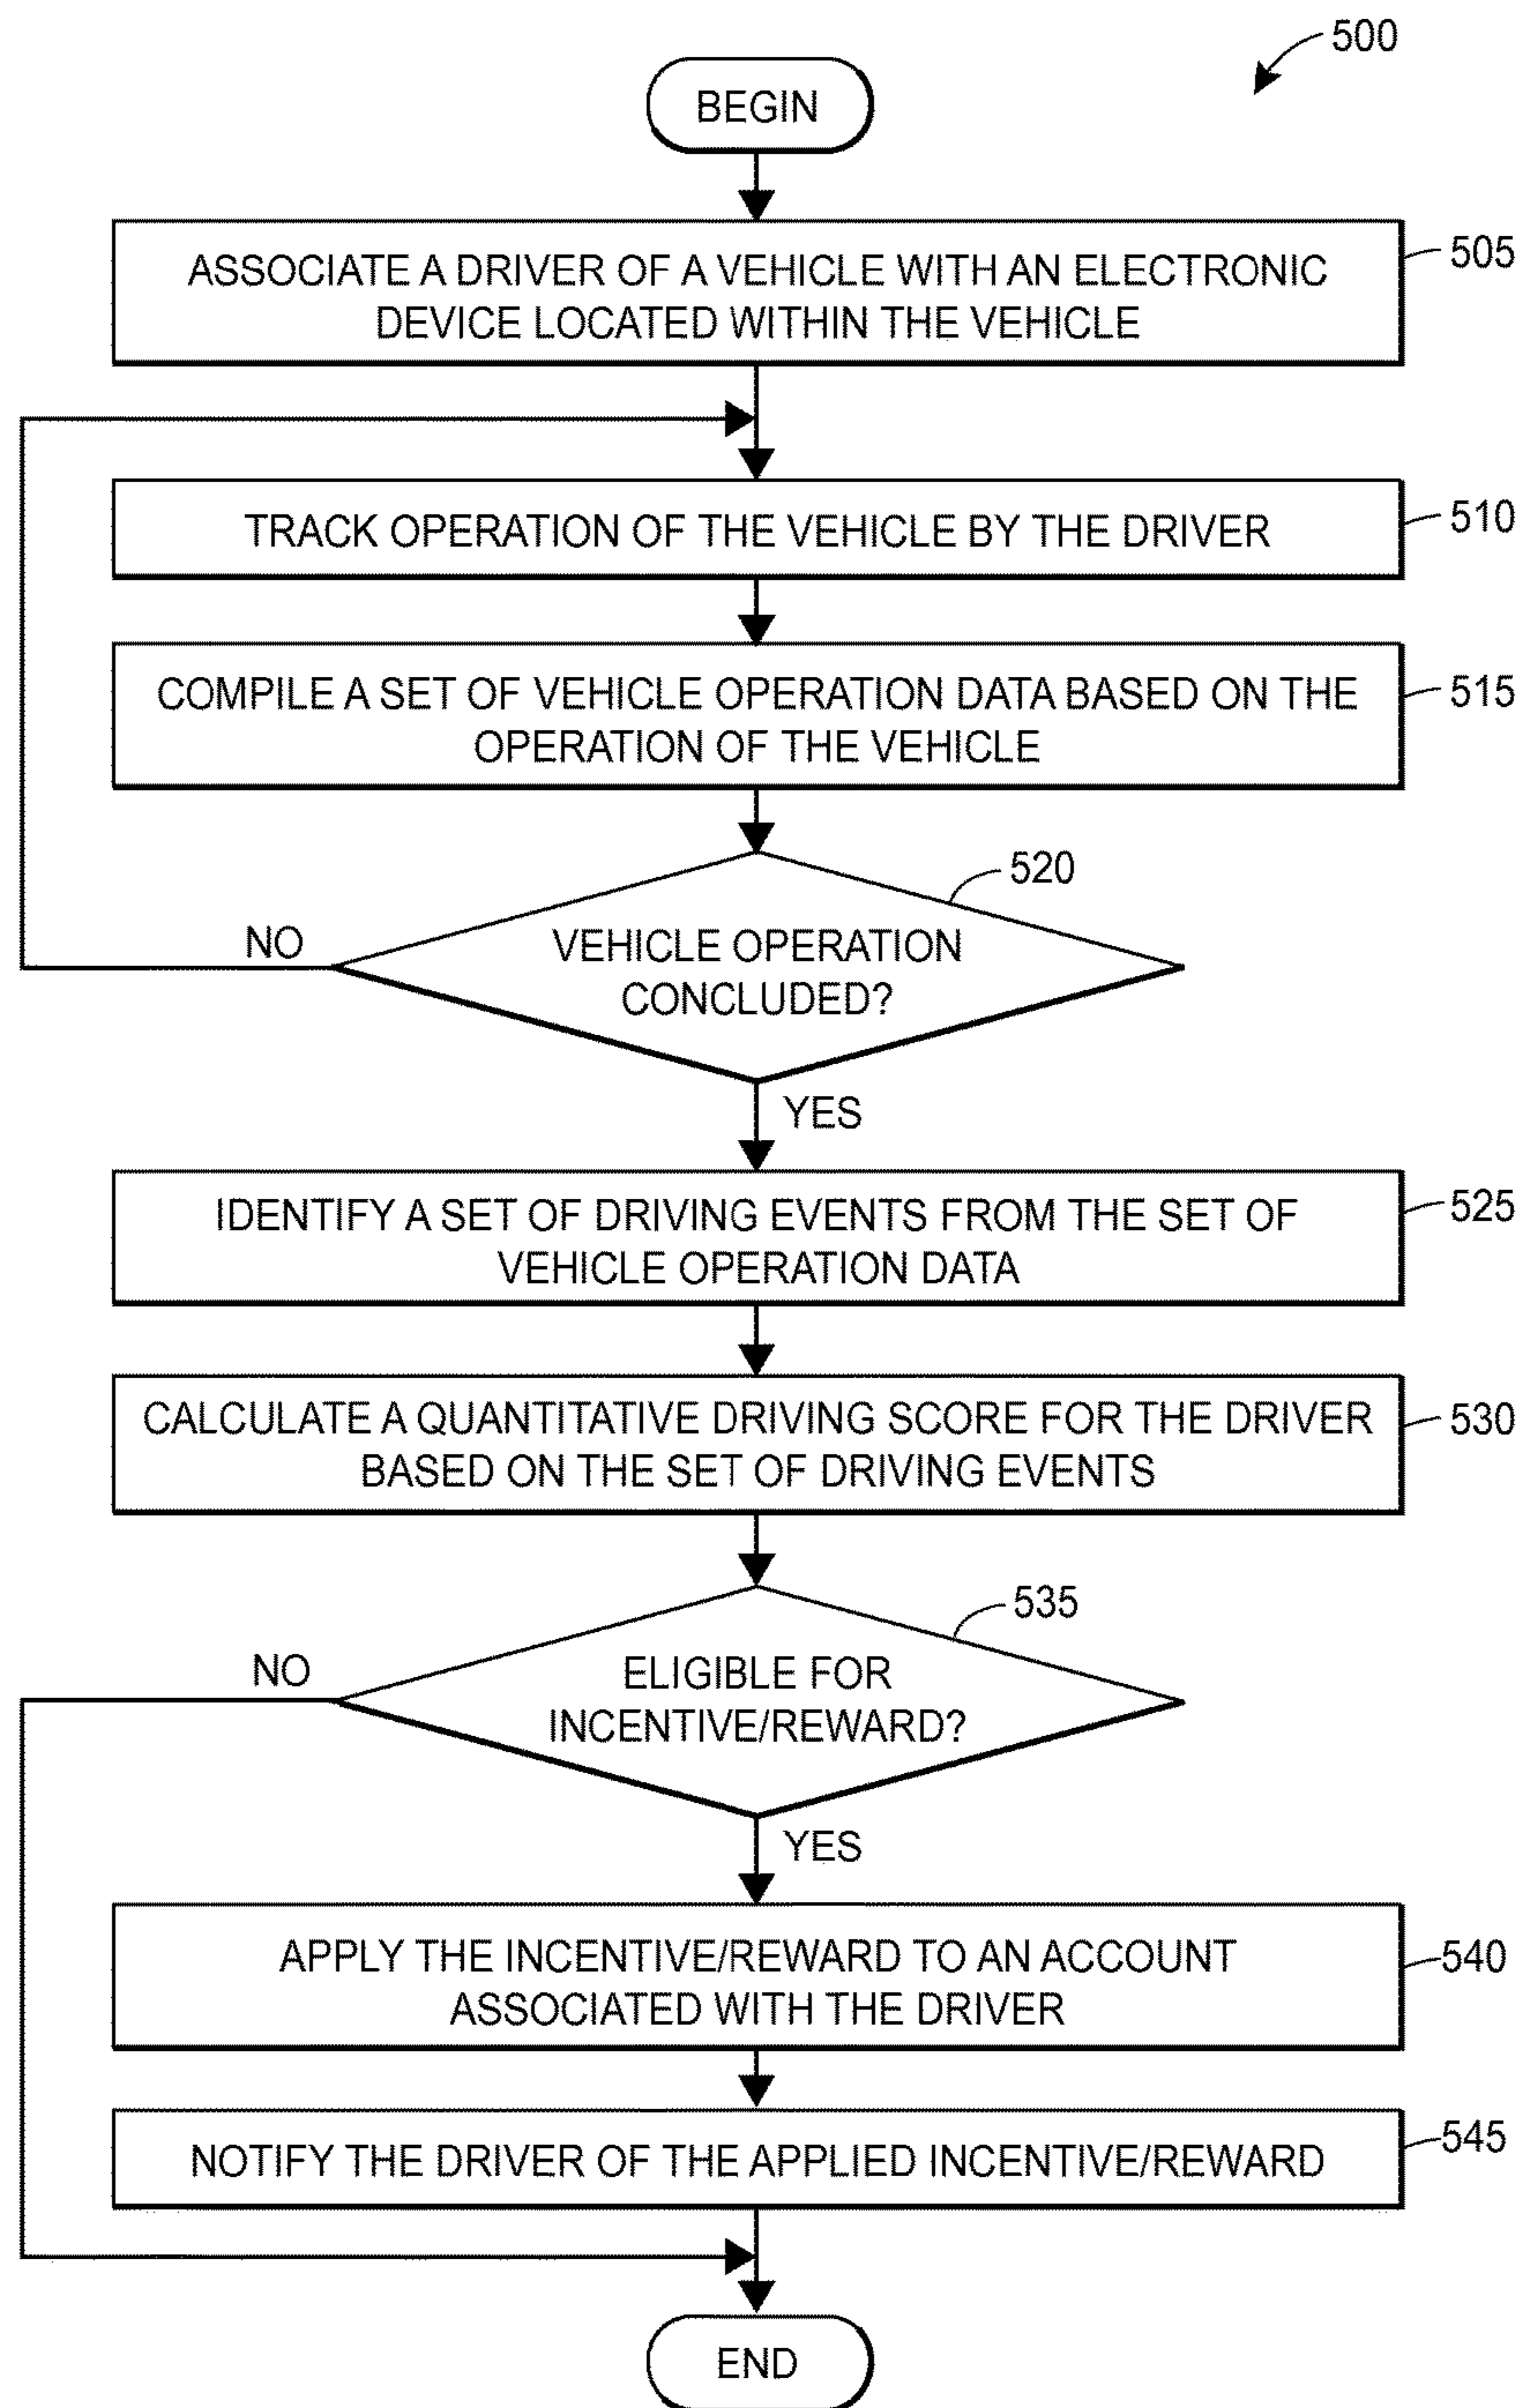 500
BEGIN
ASSOCIATE A DRIVER OF A VEHICLE WITH AN ELECTRONIC
DEVICE LOCATED WITHIN THE VEHICLE
505
TRACK OPERATION OF THE VEHICLE BY THE DRIVER
510
COMPILE A SET OF VEHICLE OPERATION DATA BASED ON THE
OPERATION OF THE VEHICLE
515
520
VEHICLE OPERATION
CONCLUDED?
NO
YES
IDENTIFY A SET OF DRIVING EVENTS FROM THE SET OF
VEHICLE OPERATION DATA
525
CALCULATE A QUANTITATIVE DRIVING SCORE FOR THE DRIVER
BASED ON THE SET OF DRIVING EVENTS
530
535
ELIGIBLE FOR
INCENTIVE/REWARD?
NO
YES
APPLY THE INCENTIVE/REWARD TO AN ACCOUNT
ASSOCIATED WITH THE DRIVER
540
NOTIFY THE DRIVER OF THE APPLIED INCENTIVE/REWARD
545
END